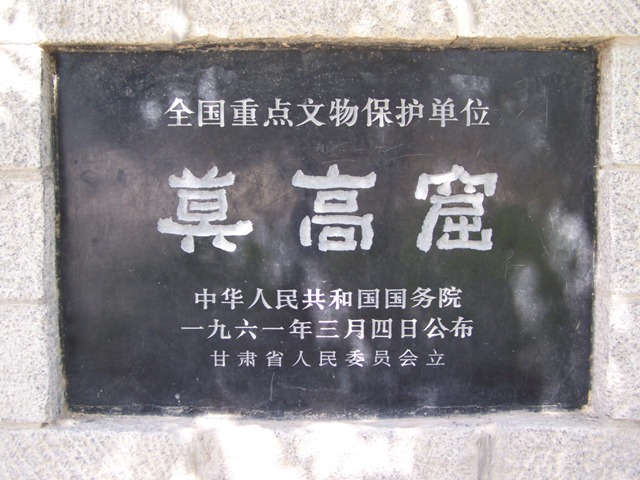 全国重点文物保护单位
莫高窟
中华人民共和国国务院
一九六一年三月四日公布
甘肃省人民委员会立